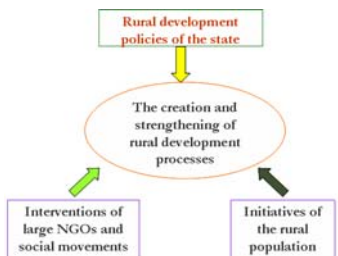 Rural development
policies of the state
The creation and
strengthening of
rural development
processes
Interventions of
large NGOs and
social movements
Initiatives of
the rural
population